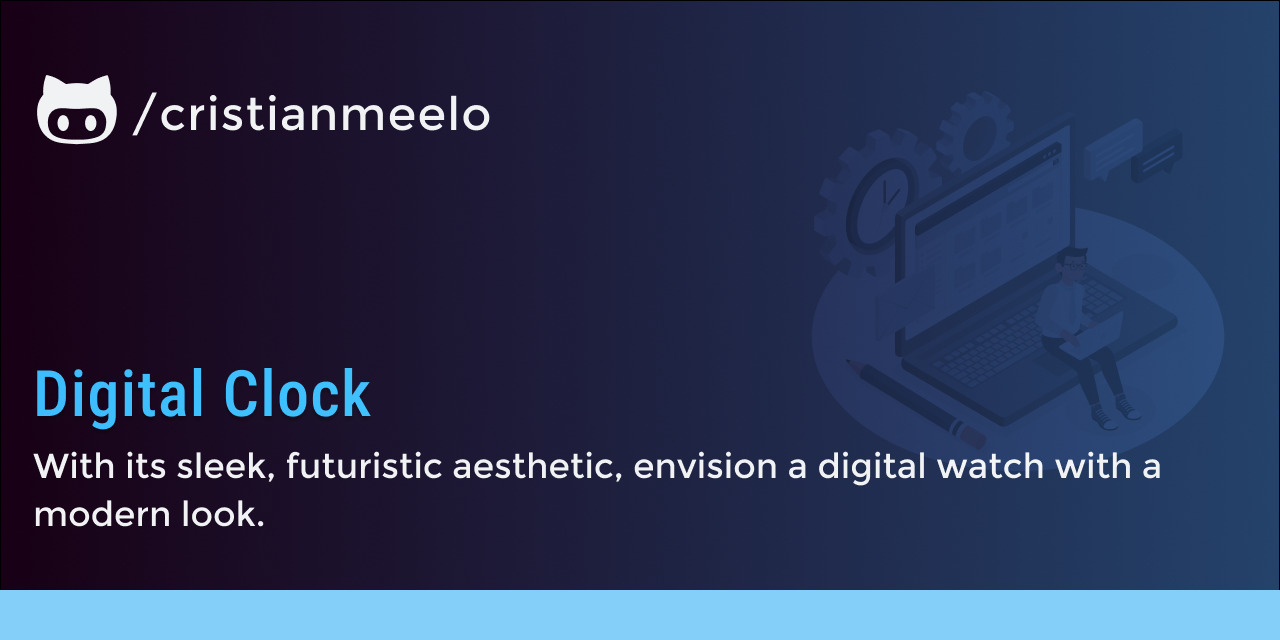 /cristianmeelo
Digital Clock
With its sleek, futuristic aesthetic, envision a digital watch with a
modern look.